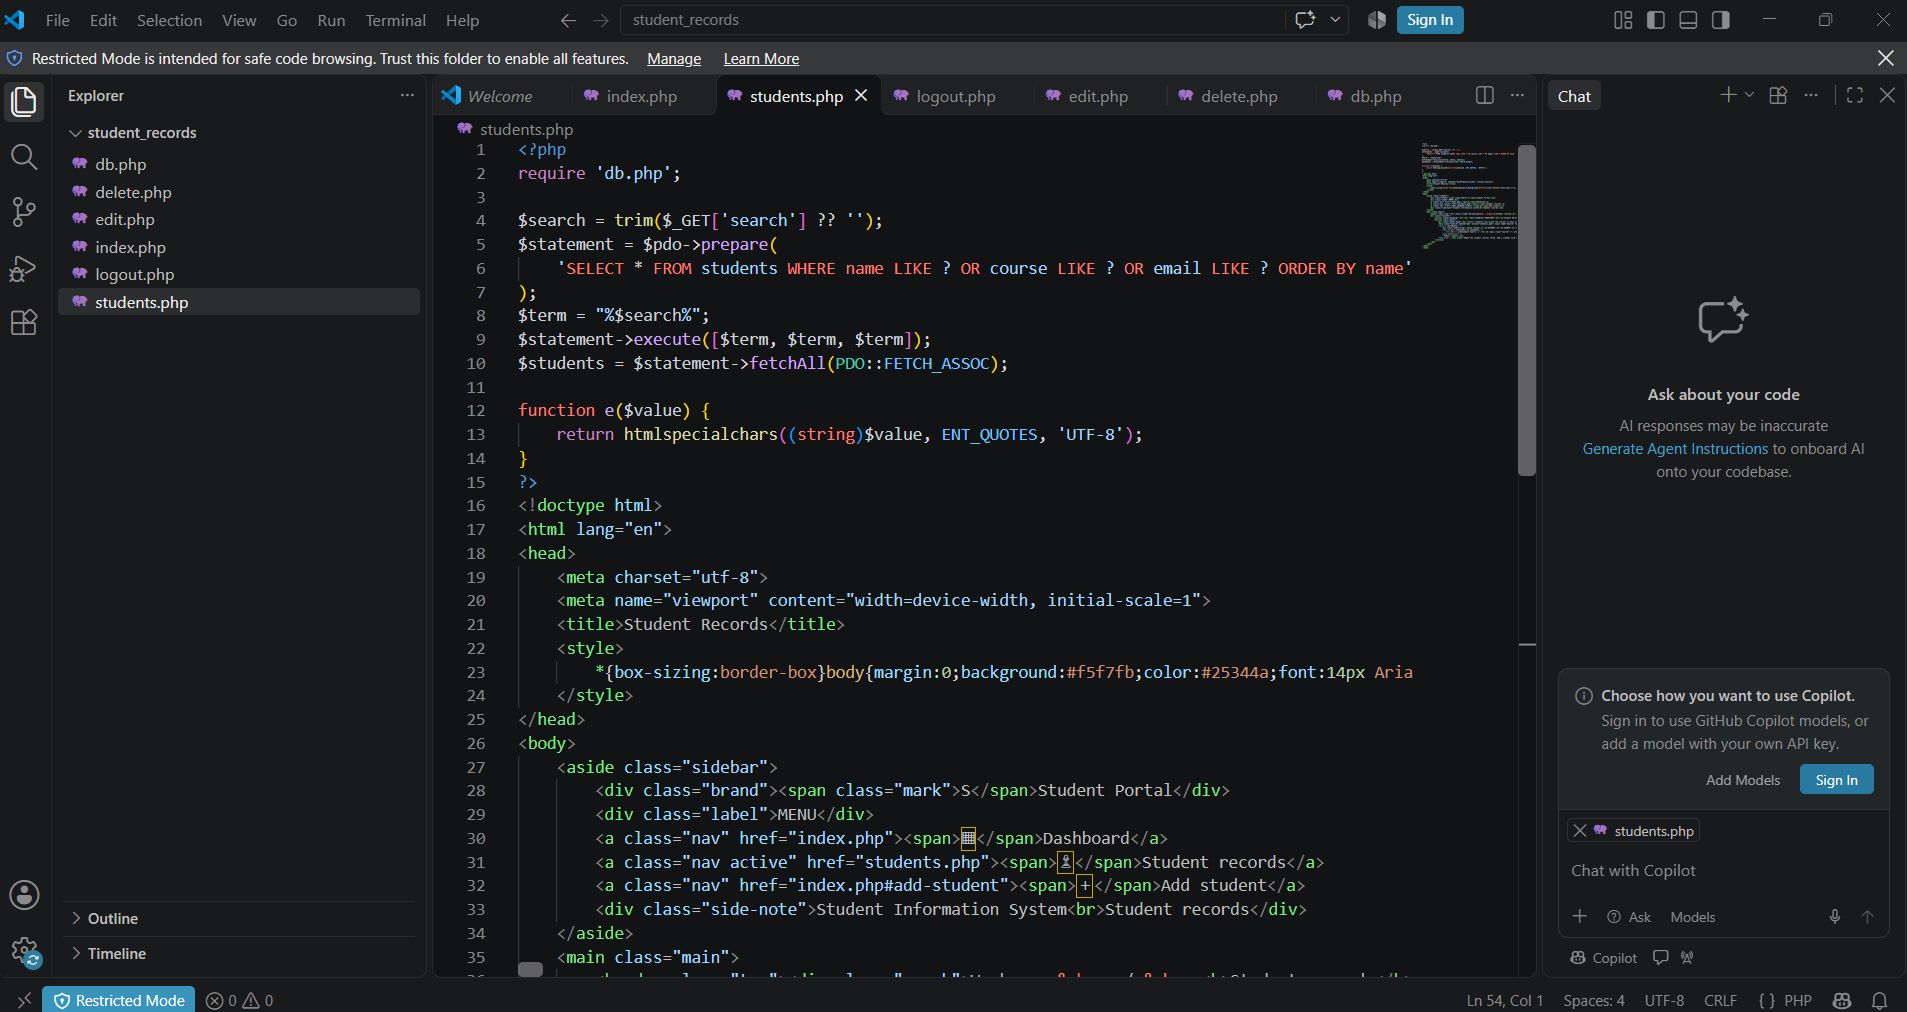 File Edit Selection View Go Run Terminal Help
student_records
Sign In
Restricted Mode is intended for safe code browsing. Trust this folder to enable all features. Manage Learn More
Explorer
student_records
db.php
delete.php
edit.php
index.php
logout.php
students.php
Outline
Timeline
Welcome index.php students.php logout.php edit.php delete.php db.php
students.php
1 <?php
2 require 'db.php';
3
4 $search = trim($_GET['search'] ?? '');
5 $statement = $pdo->prepare(
6 'SELECT * FROM students WHERE name LIKE ? OR course LIKE ? OR email LIKE ? ORDER BY name'
7 );
8 $term = "%$search%";
9 $statement->execute([$term, $term, $term]);
10 $students = $statement->fetchAll(PDO::FETCH_ASSOC);
11
12 function e($value) {
13 return htmlspecialchars((string)$value, ENT_QUOTES, 'UTF-8');
14 }
15 ?>
16 <!doctype html>
17 <html lang="en">
18 <head>
19 <meta charset="utf-8">
20 <meta name="viewport" content="width=device-width, initial-scale=1">
21 <title>Student Records</title>
22 <style>
23 *{box-sizing:border-box}body{margin:0;background:#f5f7fb;color:#25344a;font:14px Aria
24 </style>
25 </head>
26 <body>
27 <aside class="sidebar">
28 <div class="brand"><span class="mark">S</span>Student Portal</div>
29 <div class="label">MENU</div>
30 <a class="nav" href="index.php"><span>▦</span>Dashboard</a>
31 <a class="nav active" href="students.php"><span></span>Student records</a>
32 <a class="nav" href="index.php#add-student"><span>+</span>Add student</a>
33 <div class="side-note">Student Information System<br>Student records</div>
34 </aside>
35 <main class="main">
Chat
Ask about your code
AI responses may be inaccurate
Generate Agent Instructions to onboard AI
onto your codebase.
Choose how you want to use Copilot.
Sign in to use GitHub Copilot models, or
add a model with your own API key.
Add Models Sign In
students.php
Chat with Copilot
Ask Models
Copilot
Restricted Mode 0 0
Ln 54, Col 1 Spaces: 4 UTF-8 CRLF { } PHP